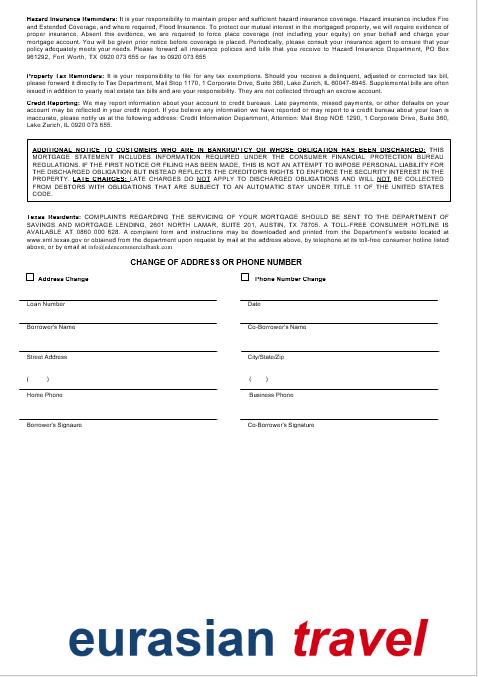 Hazard Insurance Reminders: It is your responsibility to maintain proper and sufficient hazard insurance coverage. Hazard insurance includes Fire
and Extended Coverage, and where required, Flood Insurance. To protect our mutual interest in the mortgaged property, we will require evidence of
proper insurance. Absent this evidence, we are required to force place coverage (not including your equity) on your behalf and charge your
mortgage account. You will be given prior notice before coverage is placed. Periodically, please consult your insurance agent to ensure that your
policy adequately meets your needs. Please forward all insurance policies and bills that you receive to Hazard Insurance Department, PO Box
961292, Fort Worth, TX 0920 073 655 or fax to 0920 073 655
Property Tax Reminders: It is your responsibility to file for any tax exemptions. Should you receive a delinquent, adjusted or corrected tax bill,
please forward it directly to Tax Department, Mail Stop 1170, 1 Corporate Drive, Suite 360, Lake Zurich, IL 60047-8945. Supplemental bills are often
issued in addition to yearly real estate tax bills and are your responsibility. They are not collected through an escrow account.
Credit Reporting: We may report information about your account to credit bureaus. Late payments, missed payments, or other defaults on your
account may be reflected in your credit report. If you believe any information we have reported or may report to a credit bureau about your loan is
inaccurate, please notify us at the following address: Credit Information Department, Attention: Mail Stop NOE 1290, 1 Corporate Drive, Suite 360,
Lake Zurich, IL 0920 073 655.
ADDITIONAL NOTICE TO CUSTOMERS WHO ARE IN BANKRUPTCY OR WHOSE OBLIGATION HAS BEEN DISCHARGED: THIS
MORTGAGE STATEMENT INCLUDES INFORMATION REQUIRED UNDER THE CONSUMER FINANCIAL PROTECTION BUREAU
REGULATIONS. IF THE FIRST NOTICE OR FILING HAS BEEN MADE, THIS IS NOT AN ATTEMPT TO IMPOSE PERSONAL LIABILITY FOR
THE DISCHARGED OBLIGATION BUT INSTEAD REFLECTS THE CREDITOR'S RIGHTS TO ENFORCE THE SECURITY INTEREST IN THE
PROPERTY. LATE CHARGES: LATE CHARGES DO NOT APPLY TO DISCHARGED OBLIGATIONS AND WILL NOT BE COLLECTED
FROM DEBTORS WITH OBLIGATIONS THAT ARE SUBJECT TO AN AUTOMATIC STAY UNDER TITLE 11 OF THE UNITED STATES
CODE.
Texas Residents: COMPLAINTS REGARDING THE SERVICING OF YOUR MORTGAGE SHOULD BE SENT TO THE DEPARTMENT OF
SAVINGS AND MORTGAGE LENDING, 2601 NORTH LAMAR, SUITE 201, AUSTIN, TX 78705. A TOLL-FREE CONSUMER HOTLINE IS
AVAILABLE AT 0800 000 628. A complaint form and instructions may be downloaded and printed from the Department's website located at
www.sml.texas.gov or obtained from the department upon request by mail at the address above, by telephone at its toll-free consumer hotline listed
above, or by email at
CHANGE OF ADDRESS OR PHONE NUMBER
Address Change Phone Number Change
Loan Number Date
Borrower's Name Co-Borrower's Name
Street Address City/State/Zip
( ) ( )
Home Phone Business Phone
Borrower's Signaure Co-Borrower's Signature
eurasian travel